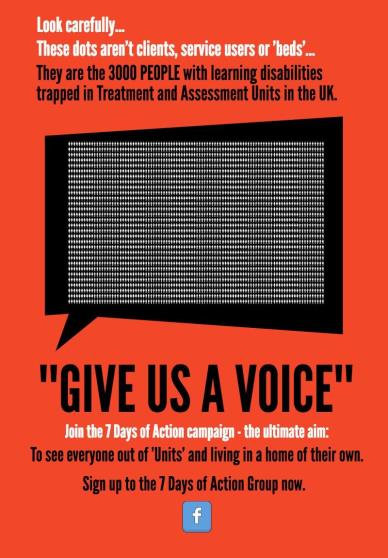 Look carefully...
These dots aren't clients, service users or 'beds'...
They are the 3000 PEOPLE with learning disabilities
trapped in Treatment and Assessment Units in the UK.
"GIVE US A VOICE"
Join the 7 Days of Action campaign - the ultimate aim:
To see everyone out of 'Units' and living in a home of their own.
Sign up to the 7 Days of Action Group now.
f